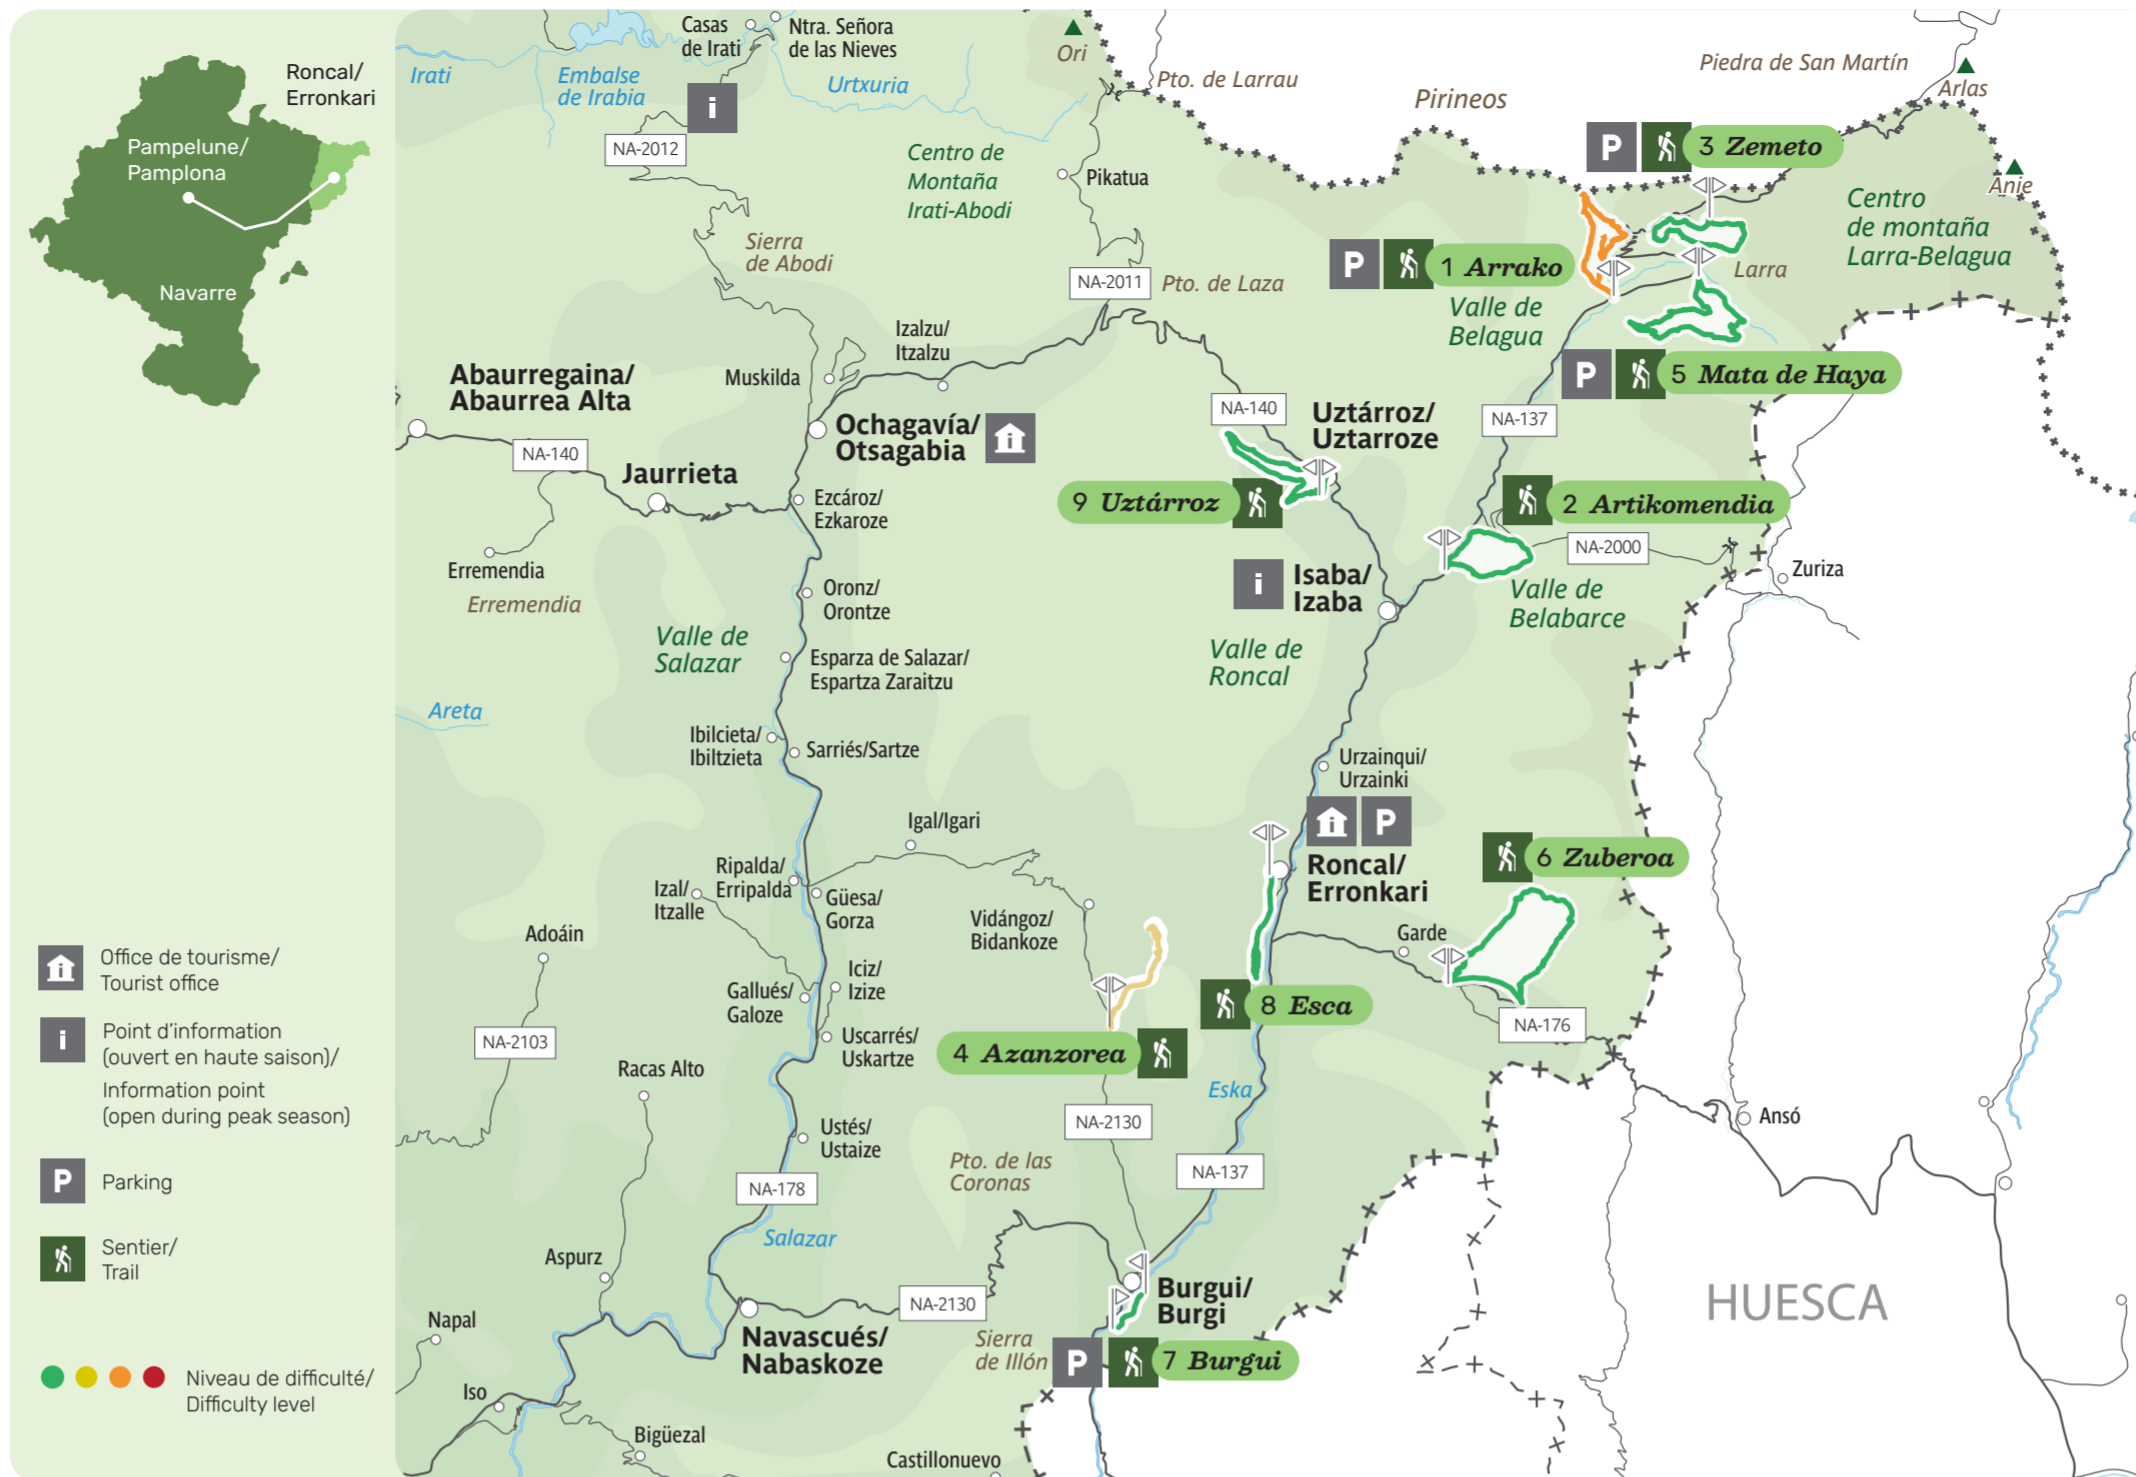 Roncal/
Erronkari
Pampelune/
Pamplona
Navarre
Office de tourisme/
Tourist office
Point d'information
(ouvert en haute saison)/
Information point
(open during peak season)
Parking
Sentier/
Trail
Niveau de difficulté/
Difficulty level
Irati
Embalse
de Irabia
Casas
de Irati
Ntra. Señora
de las Nieves
Urtxuria
Ori
Pto. de Larrau
Pirineos
Piedra de San Martín
Arlas
Anie
NA-2012
Centro de
Montaña
Irati-Abodi
Pikatua
3 Zemeto
Centro
de montaña
Larra-Belagua
Sierra
de Abodi
NA-2011
Pto. de Laza
1 Arrako
Larra
Valle de
Belagua
5 Mata de Haya
Izalzu/
Itzalzu
Muskilda
Abaurregaina/
Abaurrea Alta
NA-140
Ochagavía/
Otsagabia
NA-140
Uztárroz/
Uztarroze
NA-137
Jaurrieta
Ezcároz/
Ezkaroze
9 Uztárroz
2 Artikomendia
NA-2000
Zuriza
Erremendia
Erremendia
Oronz/
Orontze
Isaba/
Izaba
Valle de
Belabarce
Valle de
Salazar
Esparza de Salazar/
Espartza Zaraitzu
Valle de
Roncal
Areta
Ibilcieta/
Ibiltzieta
Sarriés/Sartze
Urzainqui/
Urzainki
Igal/Igari
Roncal/
Erronkari
6 Zuberoa
Ripalda/
Erripalda
Izal/
Itzalle
Güesa/
Gorza
Vidángoz/
Bidankoze
Garde
Adoáin
Iciz/
Izize
Gallués/
Galoze
8 Esca
NA-176
NA-2103
Uscarrés/
Uskartze
4 Azanzorea
Racas Alto
Eska
Ansó
NA-2130
Ustés/
Ustaize
Pto. de las
Coronas
NA-137
NA-178
Salazar
Aspurz
NA-2130
Burgui/
Burgi
HUESCA
Napal
Navascués/
Nabaskoze
Sierra
de Illón
7 Burgui
Iso
Bigüezal
Castillonuevo
i
i
i
i
i
P
P
P
P
P
P